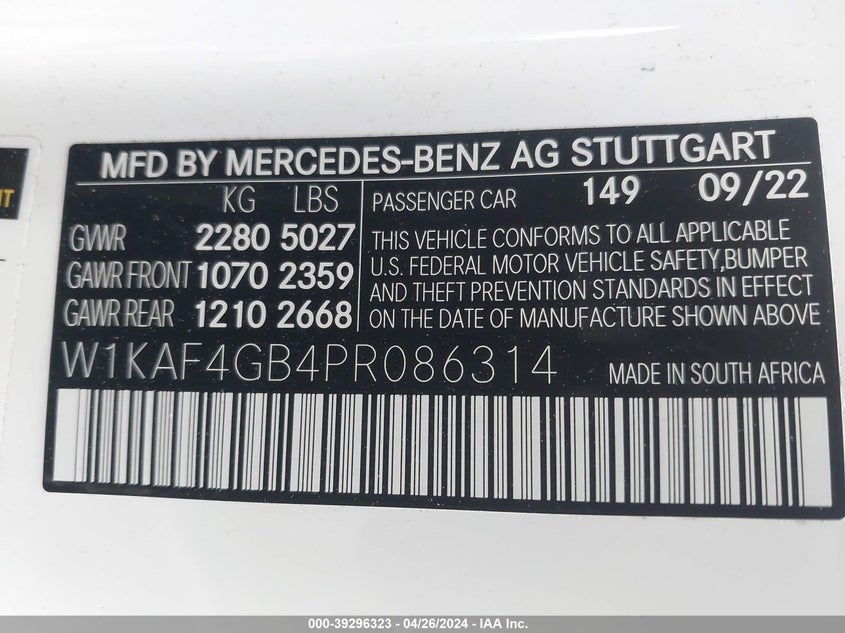 MFD BY MERCEDES-BENZ AG STUTTGART
KG LBS
GVWR 2280 5027
GAWR FRONT 1070 2359
GAWR REAR 1210 2668
PASSENGER CAR 149 09/22
THIS VEHICLE CONFORMS TO ALL APPLICABLE
U.S. FEDERAL MOTOR VEHICLE SAFETY,BUMPER
AND THEFT PREVENTION STANDARDS IN EFFECT
ON THE DATE OF MANUFACTURE SHOWN ABOVE
W1KAF4GB4PR086314 MADE IN SOUTH AFRICA
000-39296323 - 04/26/2024 - IAA Inc.